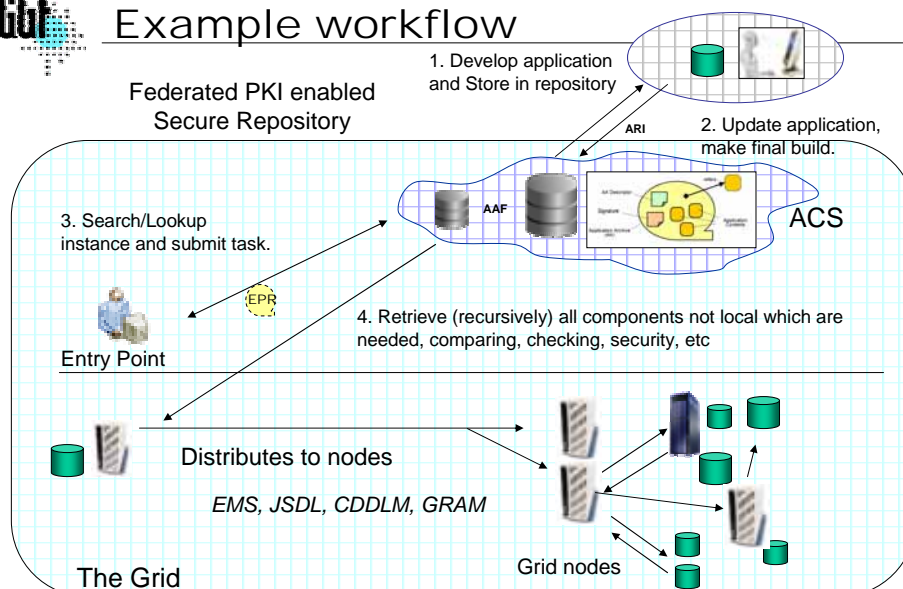 Example workflow
1. Develop application
and Store in repository
Federated PKI enabled
Secure Repository
ARI
2. Update application,
make final build.
AAF
Signature
Application
ACS
3. Search/Lookup
instance and submit task.
EPR
4. Retrieve (recursively) all components not local which are
needed, comparing, checking, security, etc
Entry Point
Distributes to nodes
EMS, JSDL, CDDLM, GRAM
Grid nodes
The Grid